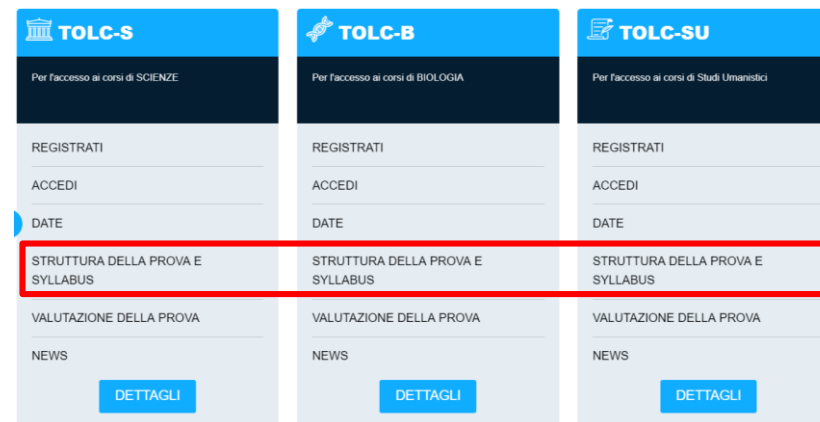 TOLC-S
Per l'accesso ai corsi di SCIENZE
REGISTRATI
ACCEDI
DATE
STRUTTURA DELLA PROVA E
SYLLABUS
VALUTAZIONE DELLA PROVA
NEWS
DETTAGLI
TOLC-B
Per l'accesso ai corsi di BIOLOGIA
REGISTRATI
ACCEDI
DATE
STRUTTURA DELLA PROVA E
SYLLABUS
VALUTAZIONE DELLA PROVA
NEWS
DETTAGLI
TOLC-SU
Per l'accesso ai corsi di Studi Umanistici
REGISTRATI
ACCEDI
DATE
STRUTTURA DELLA PROVA E
SYLLABUS
VALUTAZIONE DELLA PROVA
NEWS
DETTAGLI